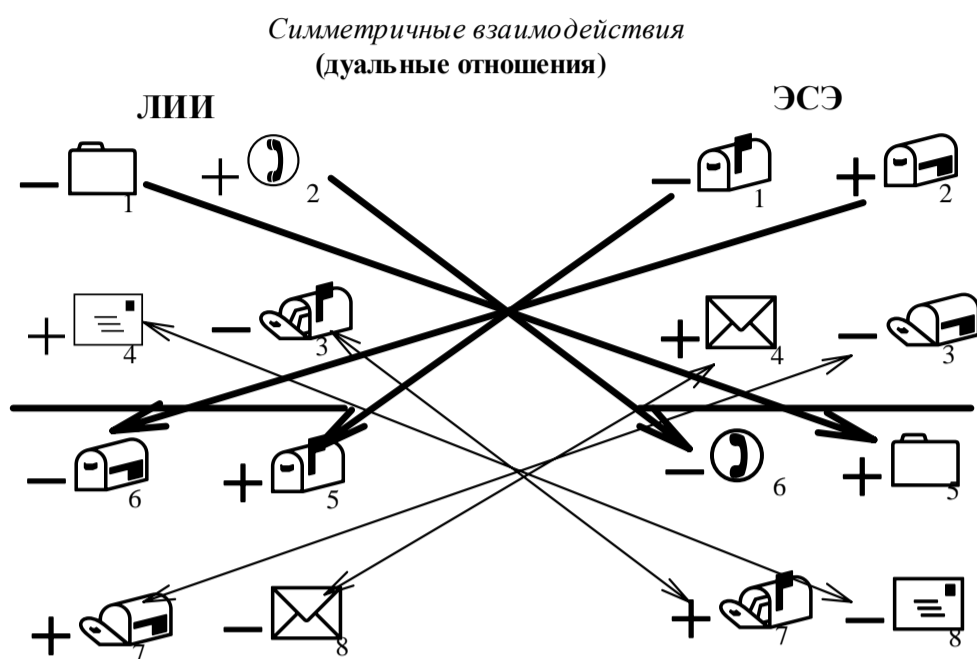 Симметричные взаимодействия
(дуальные отношения)
ЛИИ ЭСЭ
− 1 + 2 − 1 + 2
+ 4 − 3 + 4 − 3
− 6 + 5 − 6 + 5
+ 7 − 8 + 7 − 8